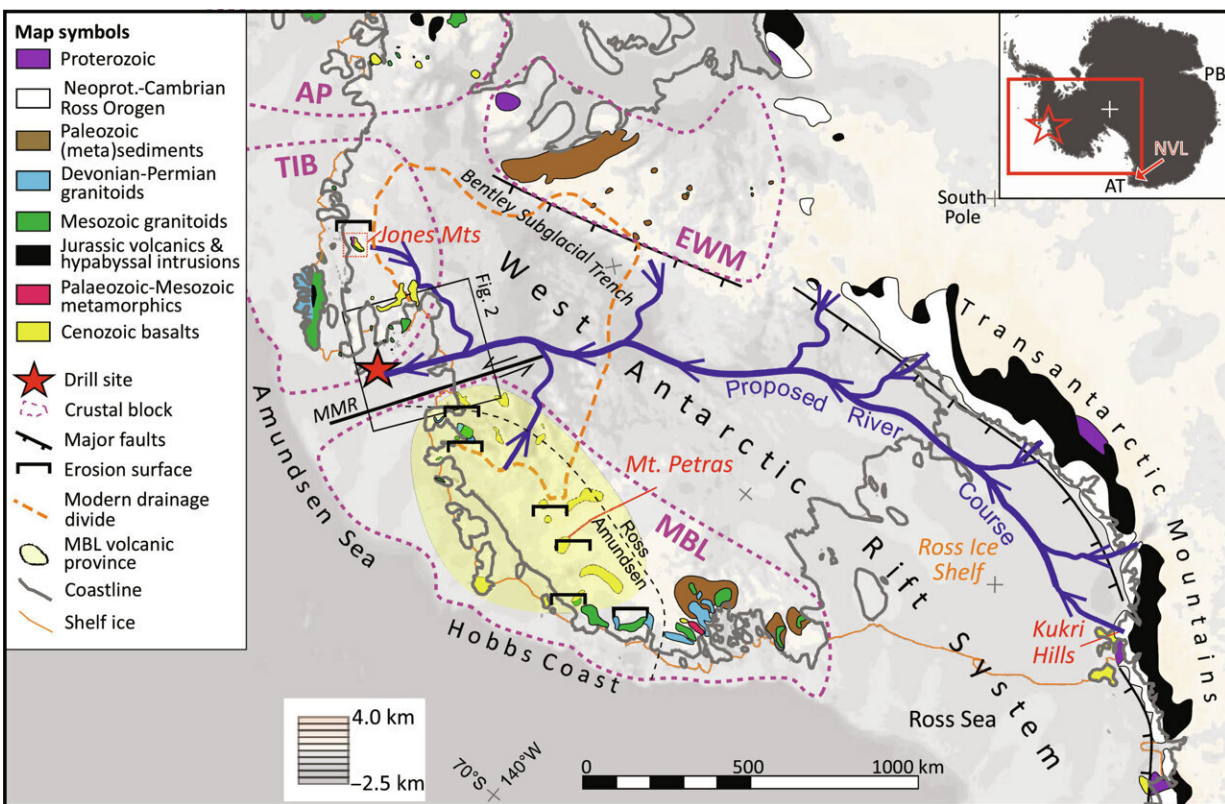 Map symbols
Proterozoic
Neoprot.-Cambrian
Ross Orogen
Paleozoic
(meta)sediments
Devonian-Permian
granitoids
Mesozoic granitoids
Jurassic volcanics &
hypabyssal intrusions
Palaeozoic-Mesozoic
metamorphics
Cenozoic basalts
Drill site
Crustal block
Major faults
Erosion surface
Modern drainage
divide
MBL volcanic
province
Coastline
Shelf ice
AP
TIB
Jones Mts
Fig. 2
MMR
Bentley Subglacial Trench
EWM
West
Antarctic
Rift
System
Proposed
River
Course
South
Pole
Transantarctic
Mountains
PB
NVL
AT
Amundsen Sea
Mt. Petras
MBL
Ross
Amundsen
Ross Ice
Shelf
Kukri
Hills
Hobbs Coast
Ross Sea
4.0 km
−2.5 km
70°S
140°W
0
500
1000 km